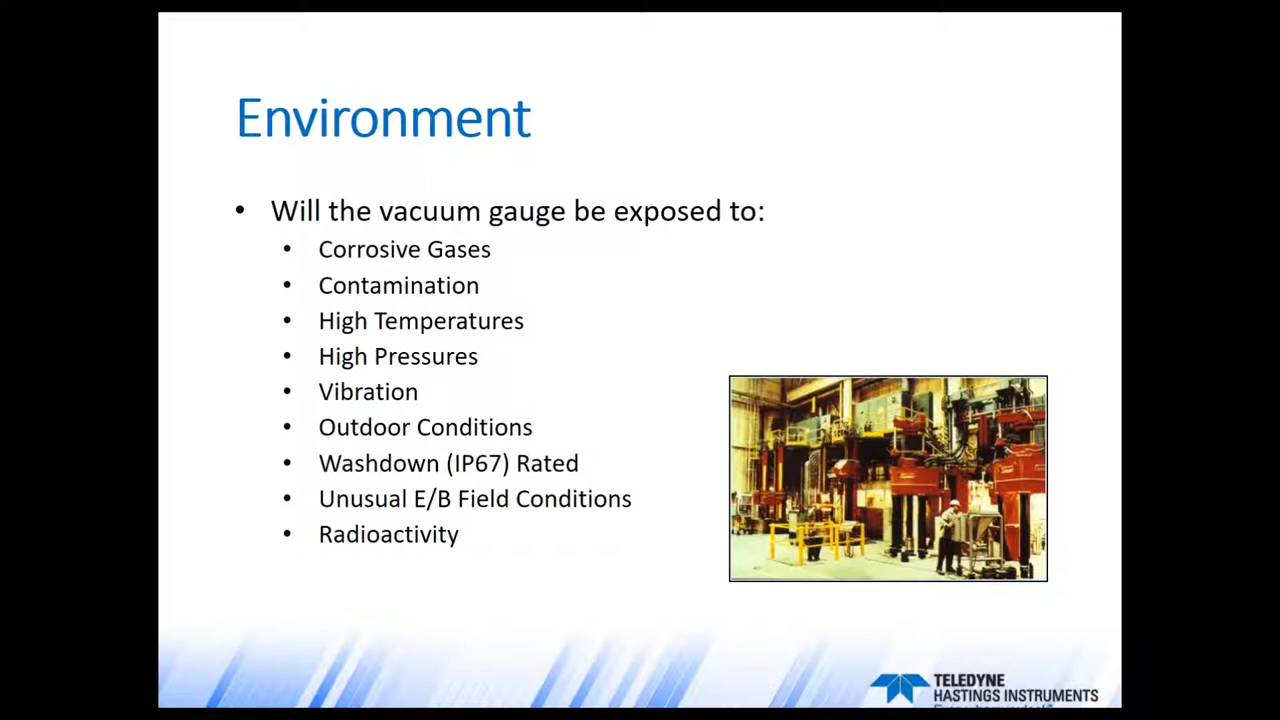 Environment
• Will the vacuum gauge be exposed to:
• Corrosive Gases
• Contamination
• High Temperatures
• High Pressures
• Vibration
• Outdoor Conditions
• Washdown (IP67) Rated
• Unusual E/B Field Conditions
• Radioactivity
TELEDYNE
HASTINGS INSTRUMENTS